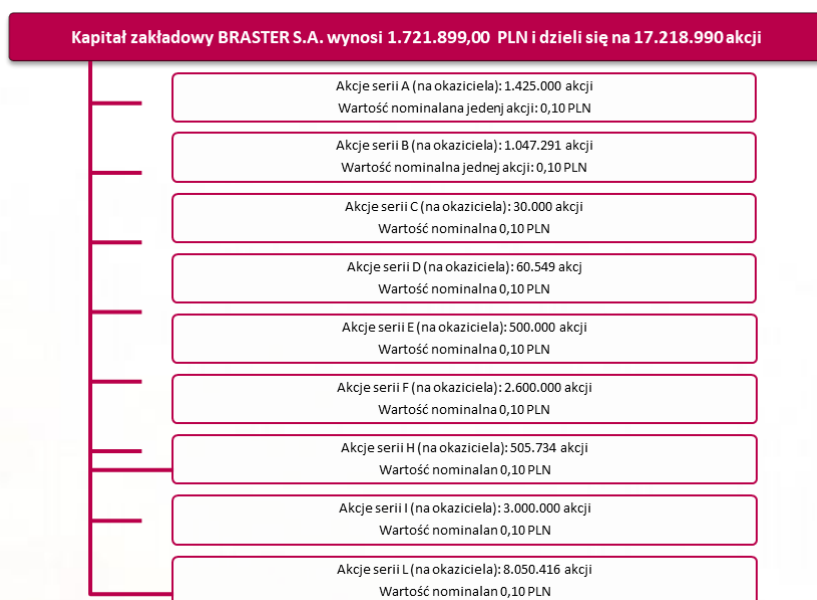 Kapitał zakładowy BRASTER S.A. wynosi 1.721.899,00 PLN i dzieli się na 17.218.990 akcji
Akcje serii A (na okaziciela): 1.425.000 akcji
Wartość nominalana jedenj akcji: 0,10 PLN
Akcje serii B (na okaziciela): 1.047.291 akcji
Wartość nominalna jednej akcji: 0,10 PLN
Akcje serii C (na okaziciela): 30.000 akcji
Wartość nominalna 0,10 PLN
Akcje serii D (na okaziciela): 60.549 akcj
Wartość nominalna 0,10 PLN
Akcje serii E (na okaziciela): 500.000 akcji
Wartość nominalna 0,10 PLN
Akcje serii F (na okaziciela): 2.600.000 akcji
Wartość nominalna 0,10 PLN
Akcje serii H (na okaziciela): 505.734 akcji
Wartość nominalan 0,10 PLN
Akcje serii I (na okaziciela): 3.000.000 akcji
Wartość nominalan 0,10 PLN
Akcje serii L (na okaziciela): 8.050.416 akcji
Wartość nominalan 0,10 PLN